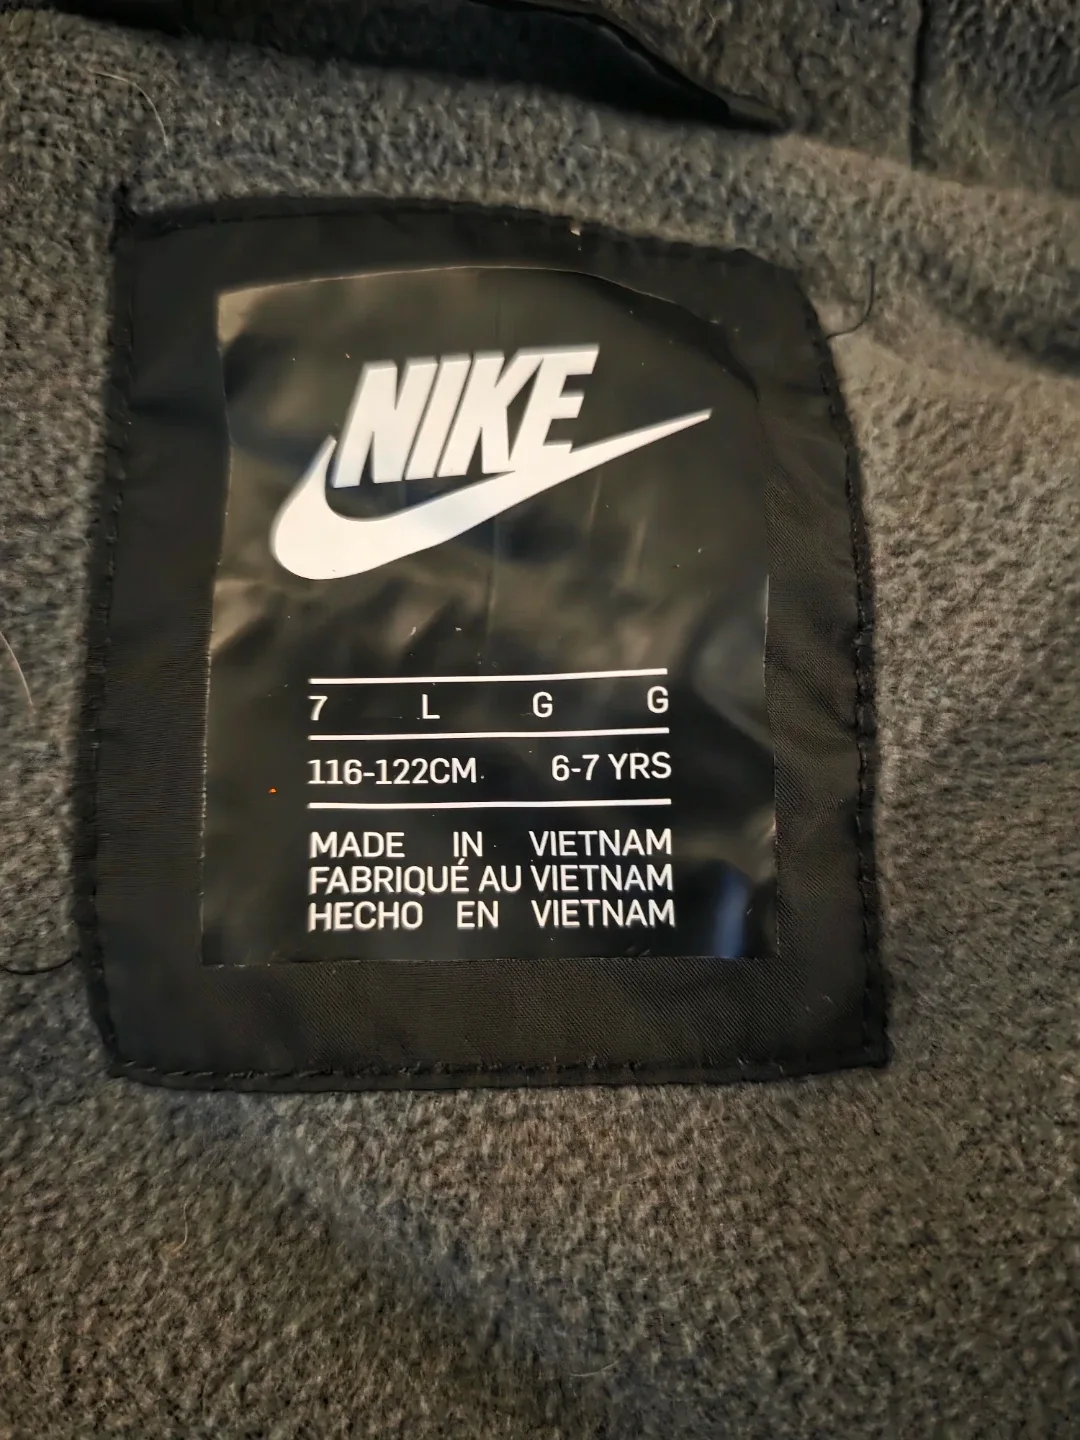 NIKE
7 L G G
116-122CM 6-7 YRS
MADE IN VIETNAM
FABRIQUÉ AU VIETNAM
HECHO EN VIETNAM